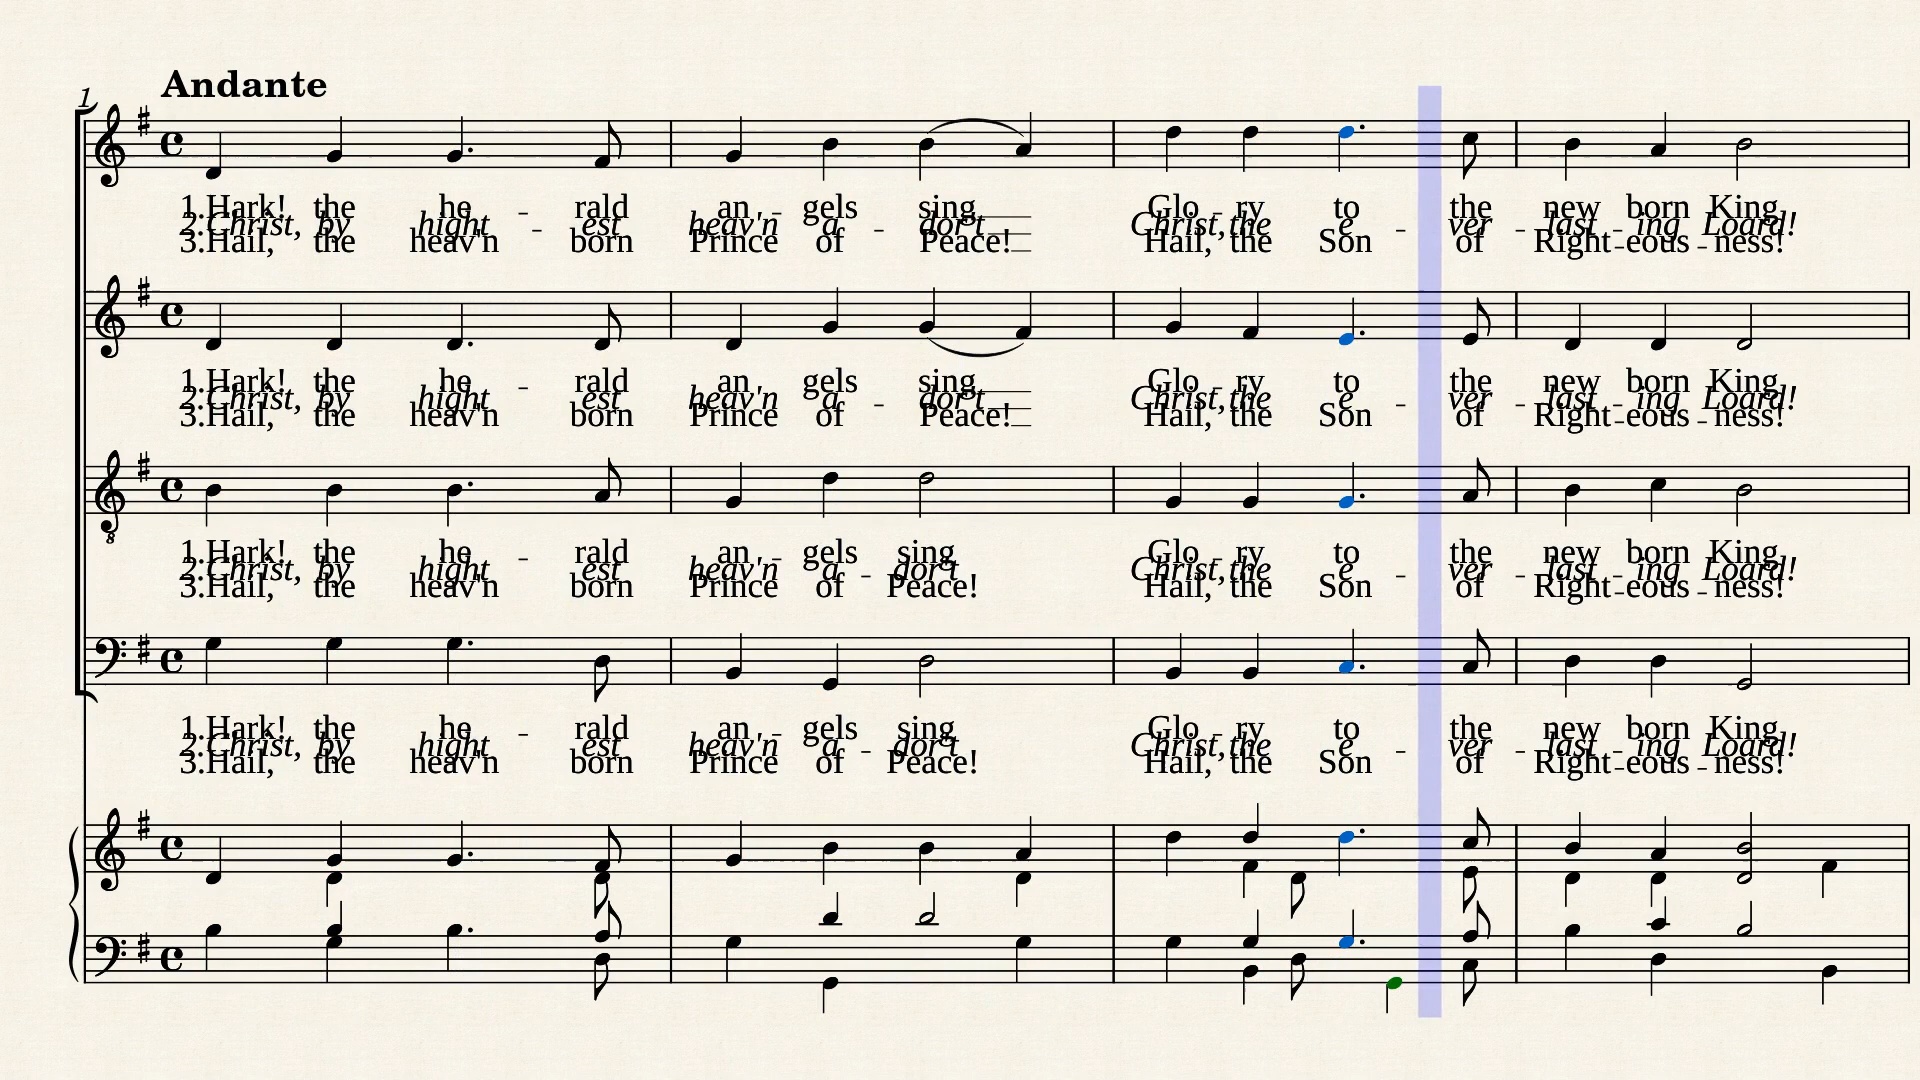 Andante
1
1.Hark! the he - rald an - gels sing Glo - ry to the new born King,
2.Christ, by hight - est heav'n a - dor't Christ, the e - ver - last - ing Loard!
3.Hail, the heav'n born Prince of Peace! Hail, the Son of Right - eous - ness!
1.Hark! the he - rald an gels sing Glo - ry to the new born King,
2.Christ, by hight - est heav'n a - dor't Christ, the e - ver - last - ing Loard!
3.Hail, the heav'n born Prince of Peace! Hail, the Son of Right - eous - ness!
8
1.Hark! the he - rald an - gels sing Glo - ry to the new born King,
2.Christ, by hight - est heav'n a - dor't Christ, the e - ver - last - ing Loard!
3.Hail, the heav'n born Prince of Peace! Hail, the Son of Right - eous - ness!
1.Hark! the he - rald an - gels sing Glo - ry to the new born King,
2.Christ, by hight - est heav'n a - dor't Christ, the e - ver - last - ing Loard!
3.Hail, the heav'n born Prince of Peace! Hail, the Son of Right - eous - ness!